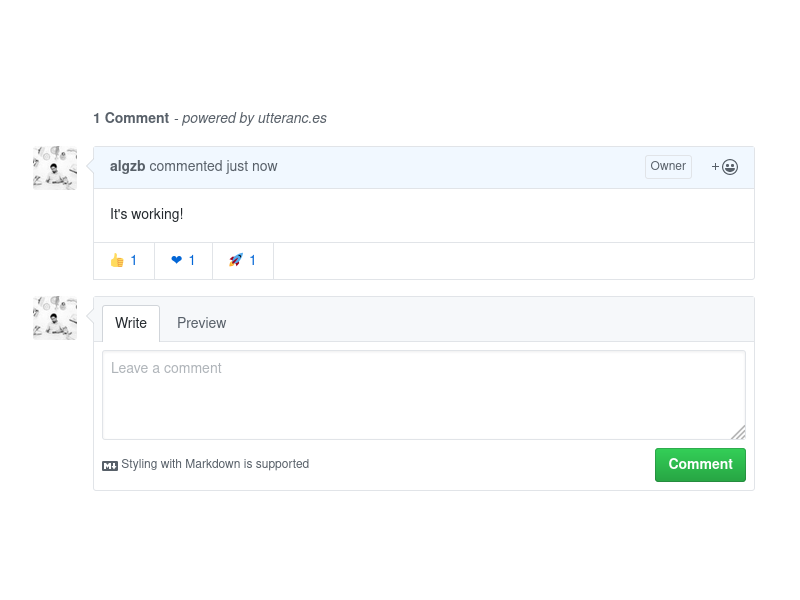 1 Comment - powered by utteranc.es
algzb commented just now Owner +
It's working!
👍 1 ❤ 1 🚀 1
Write Preview
Leave a comment
M↓ Styling with Markdown is supported Comment